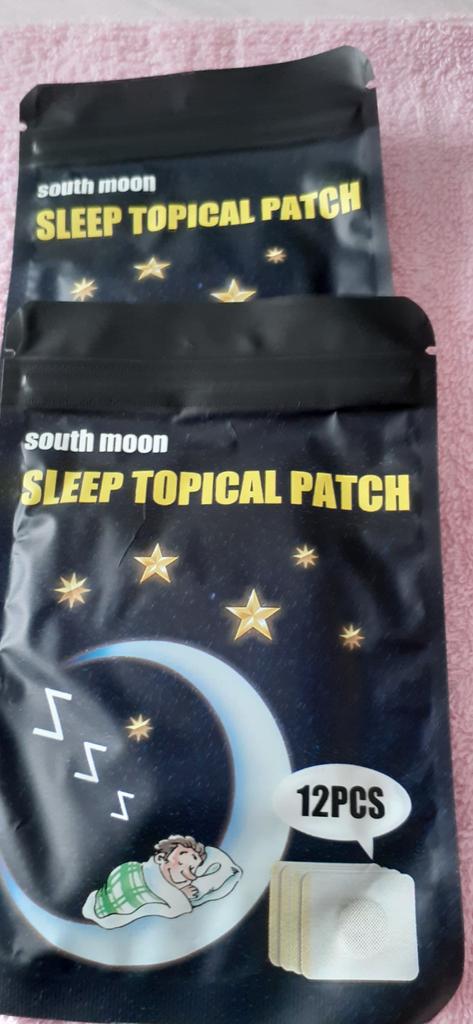 south moon
SLEEP TOPICAL PATCH
south moon
SLEEP TOPICAL PATCH
Z
Z
Z
12PCS